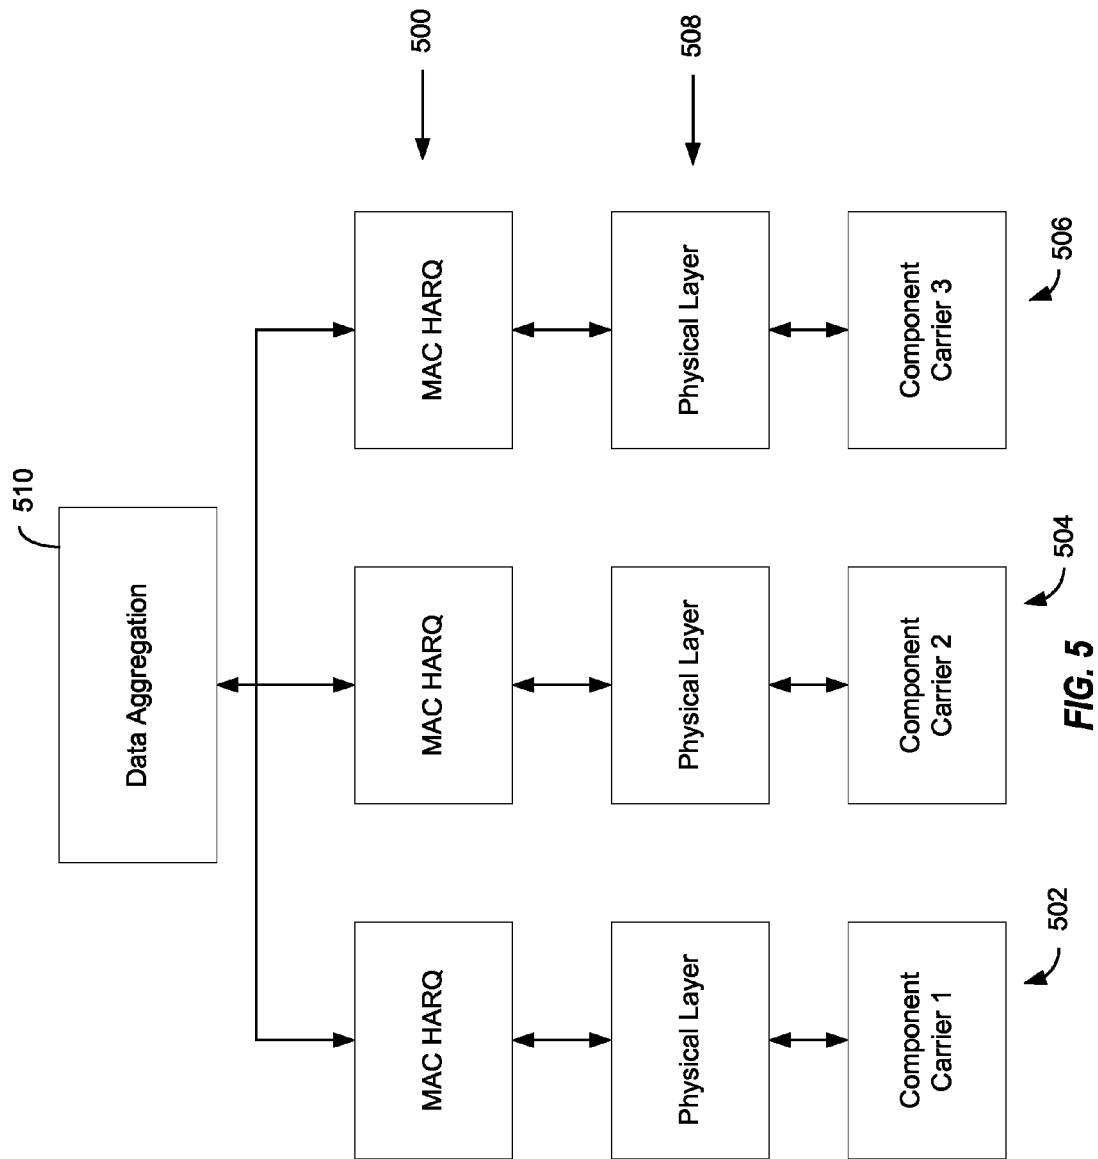 510
Data Aggregation
500
MAC HARQ
MAC HARQ
MAC HARQ
508
Physical Layer
Physical Layer
Physical Layer
Component
Carrier 1
Component
Carrier 2
Component
Carrier 3
502
504
506
FIG. 5